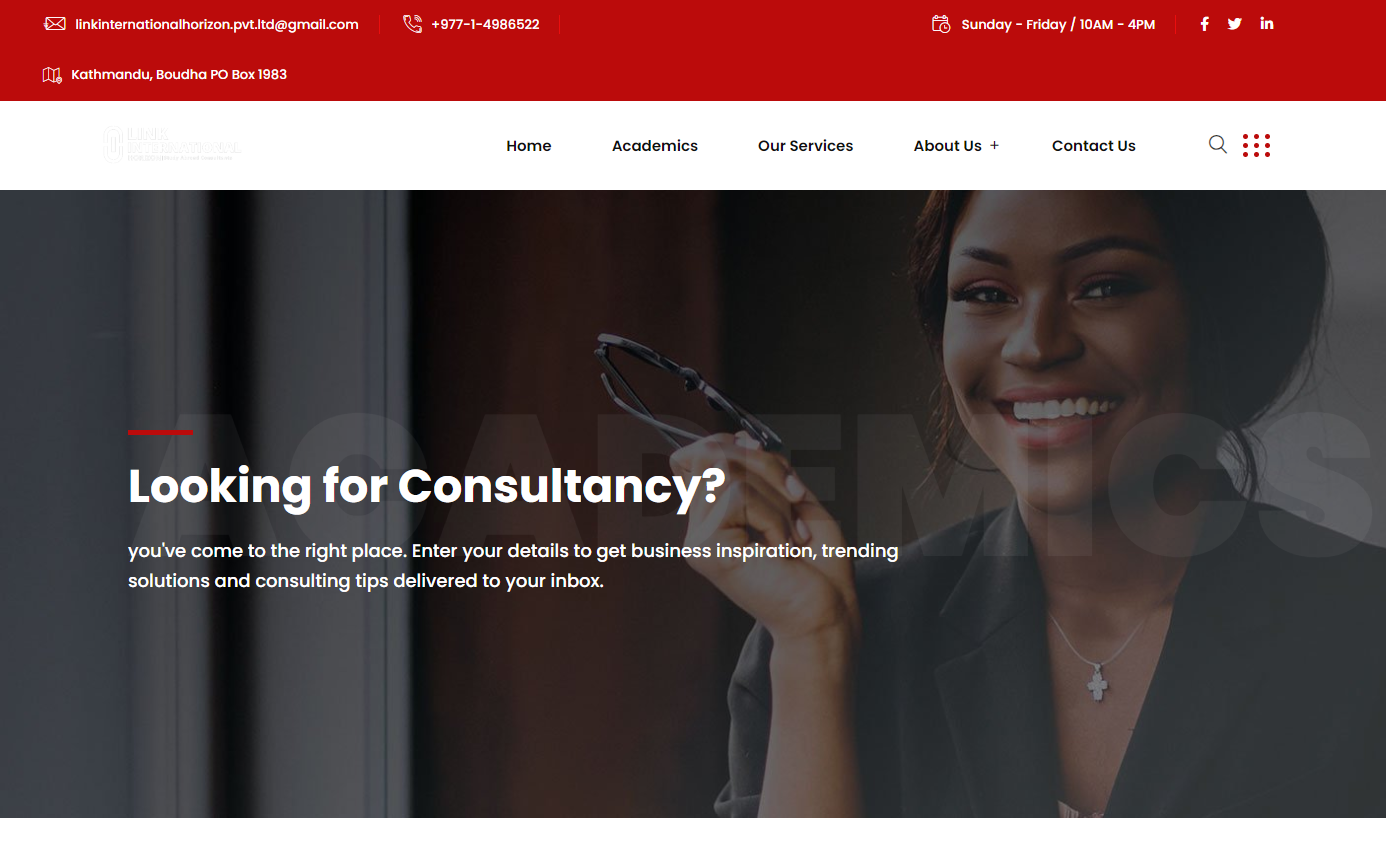 linkinternationalhorizon.pvt.ltd@gmail.com
+977-1-4986522
Sunday - Friday / 10AM - 4PM
Kathmandu, Boudha PO Box 1983
LINK
INTERNATIONAL
Home
Academics
Our Services
About Us +
Contact Us
ACADEMICS
Looking for Consultancy?
you've come to the right place. Enter your details to get business inspiration, trending
solutions and consulting tips delivered to your inbox.